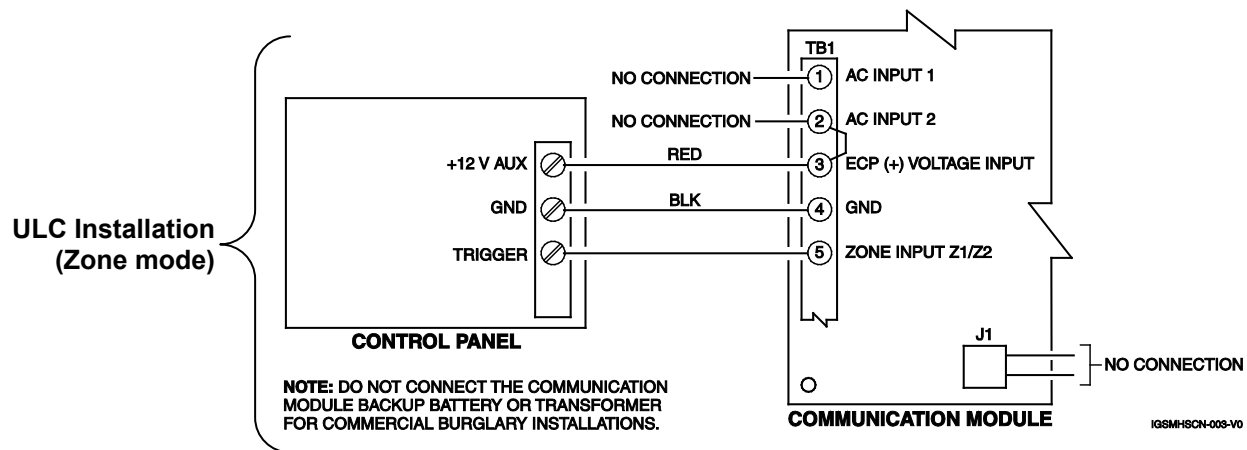 ULC Installation
(Zone mode)
+12 V AUX
GND
TRIGGER
CONTROL PANEL
NOTE: DO NOT CONNECT THE COMMUNICATION
MODULE BACKUP BATTERY OR TRANSFORMER
FOR COMMERCIAL BURGLARY INSTALLATIONS.
RED
BLK
TB1
NO CONNECTION 1 AC INPUT 1
NO CONNECTION 2 AC INPUT 2
3 ECP (+) VOLTAGE INPUT
4 GND
5 ZONE INPUT Z1/Z2
J1
NO CONNECTION
COMMUNICATION MODULE
IGSMHSCN-003-V0